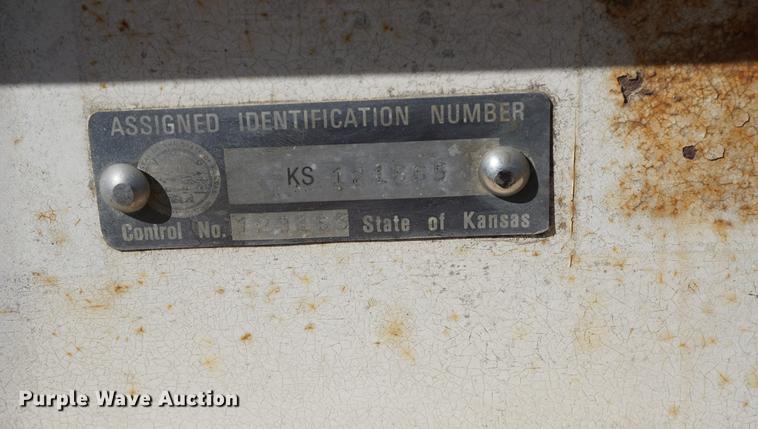 ASSIGNED IDENTIFICATION NUMBER
KS
Control No. State of Kansas
Purple Wave Auction